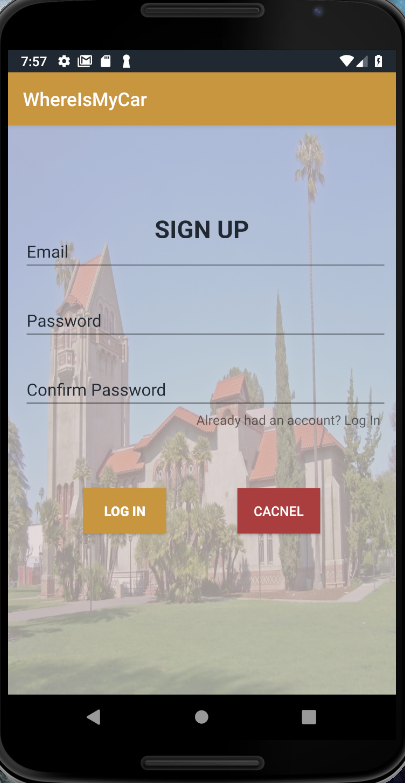 7:57
WhereIsMyCar
SIGN UP
Email
Password
Confirm Password
Already had an account? Log In
LOG IN
CACNEL